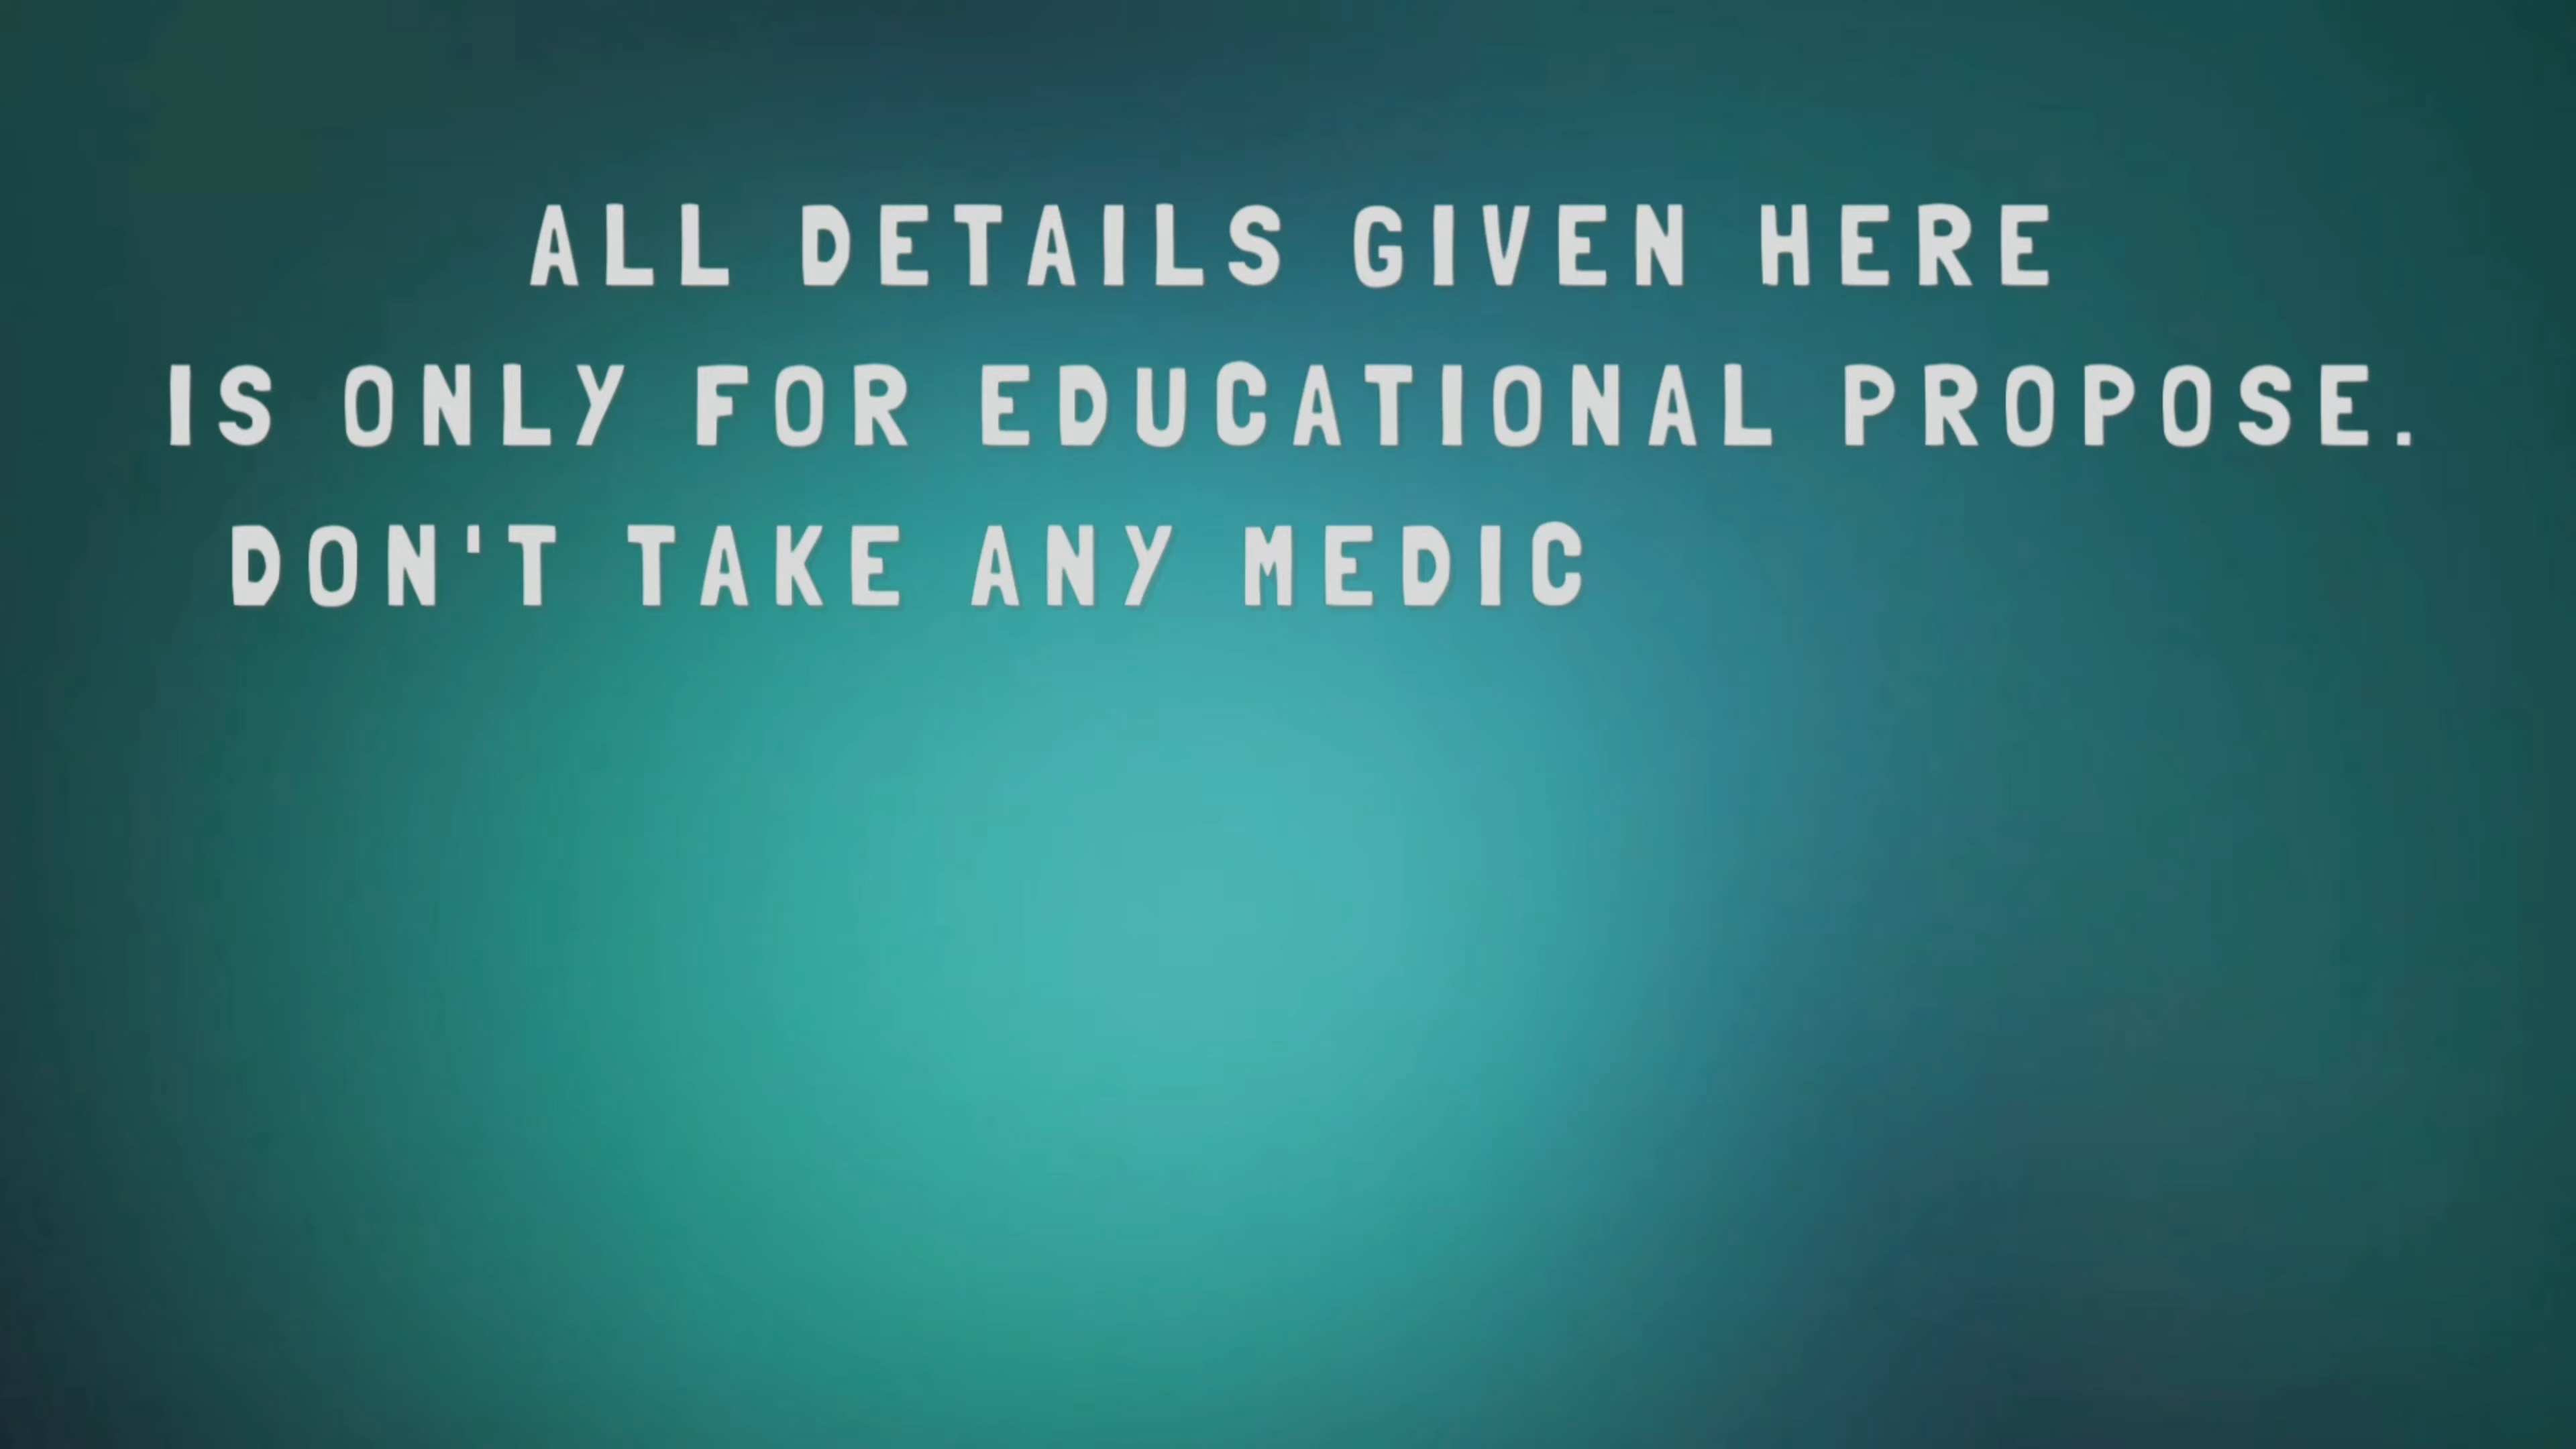 ALL DETAILS GIVEN HERE
IS ONLY FOR EDUCATIONAL PROPOSE.
DON'T TAKE ANY MEDIC